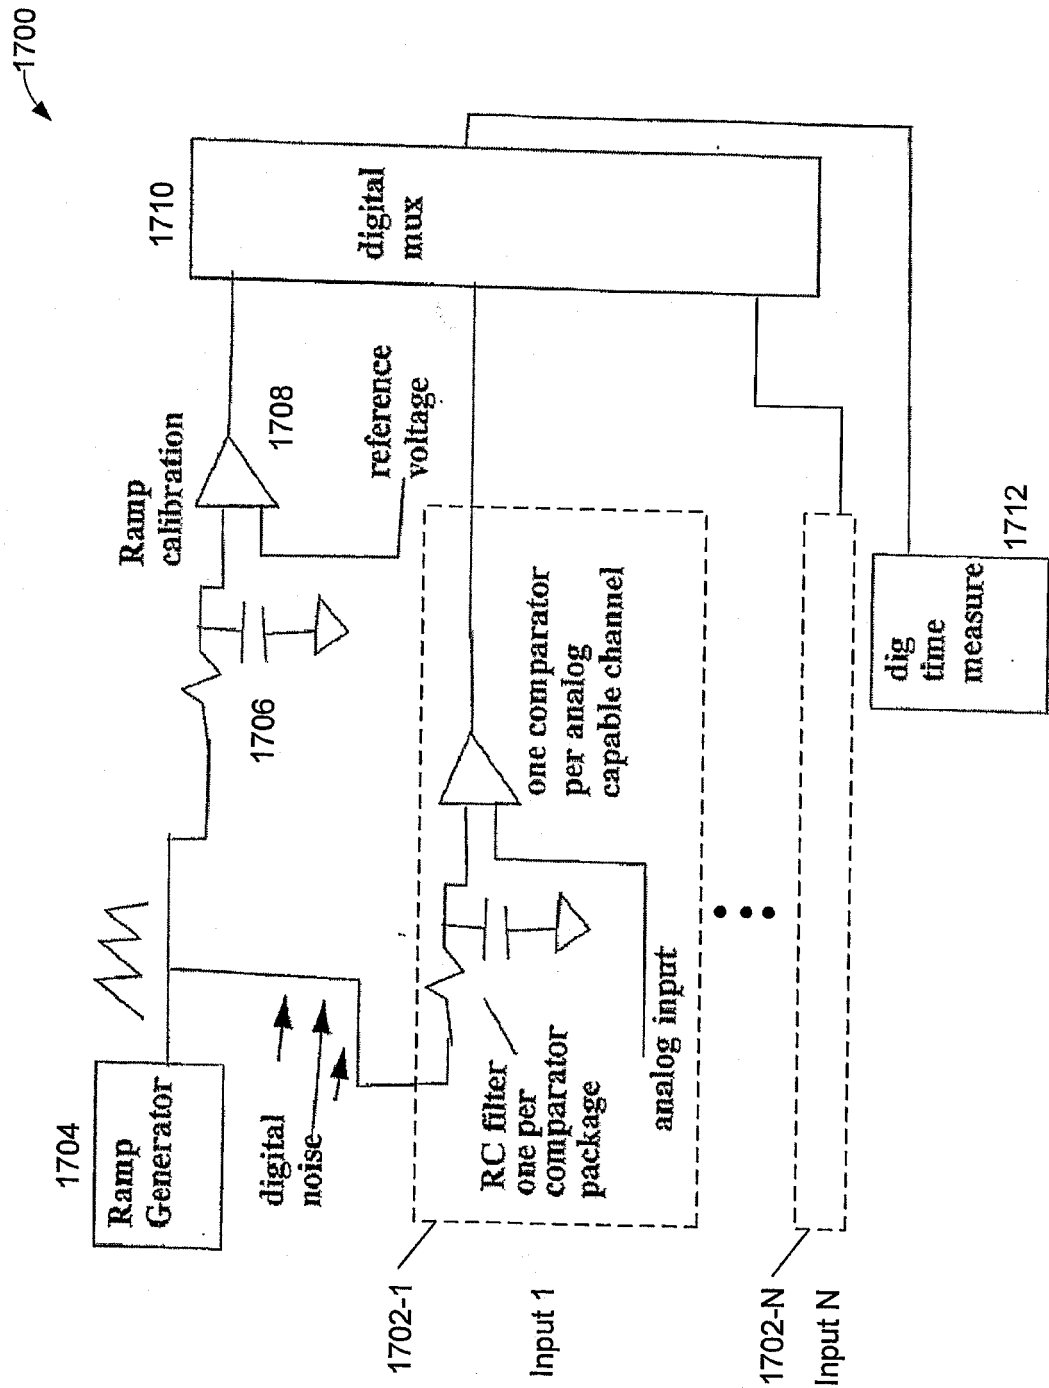 1700
1704
Ramp
Generator
digital
noise
1706
Ramp
calibration
1708
reference
voltage
1710
digital
mux
1702-1
Input 1
RC filter
one per
comparator
package
analog input
one comparator
per analog
capable channel
1702-N
Input N
dig
time
measure
1712